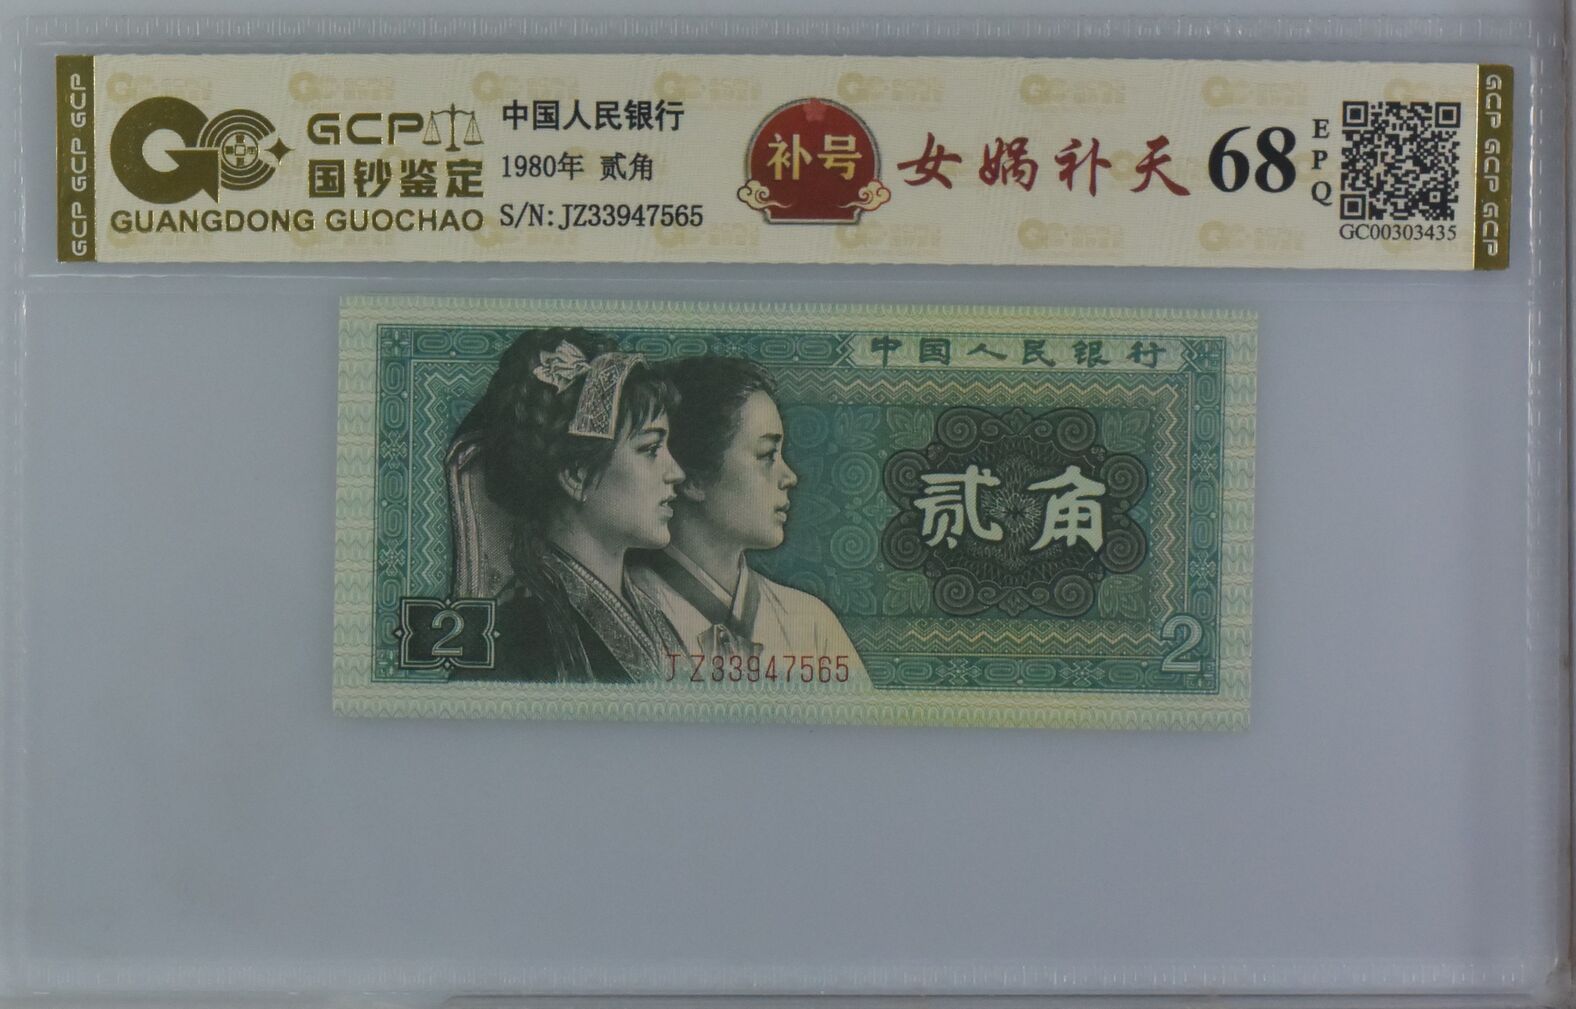 GCP GCP GCP
GCP
国钞鉴定
GUANGDONG GUOCHAO
中国人民银行
1980年 贰角
S/N: JZ33947565
补号
女娲补天
68
EPQ
GC00303435
GCP GCP GCP
中国人民银行
贰角
2
2
JZ33947565